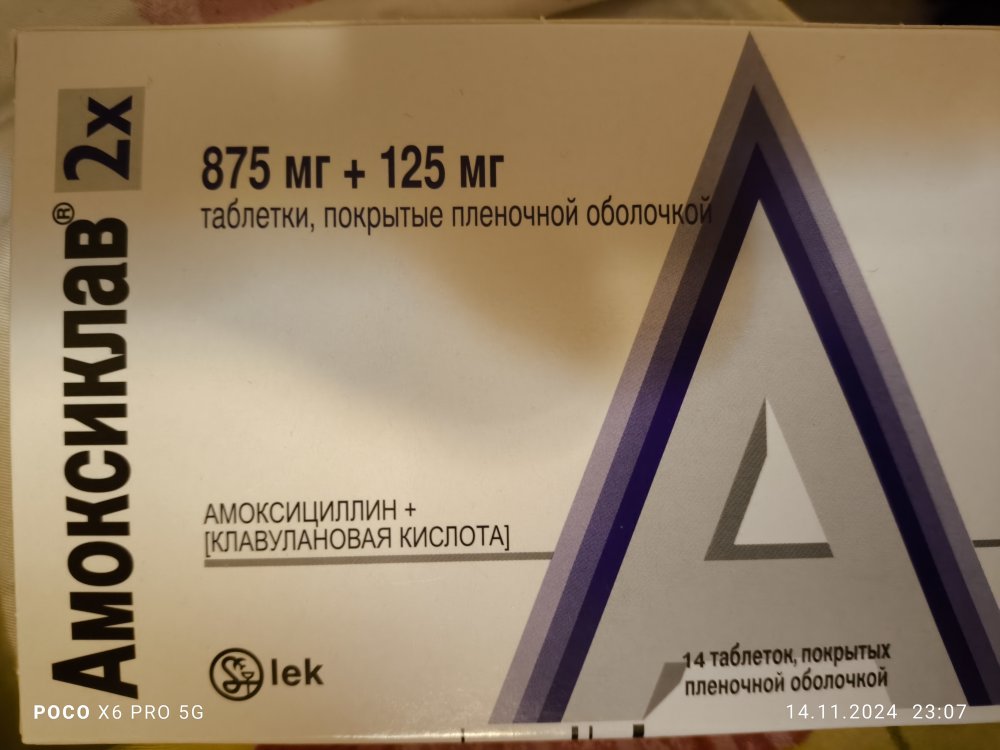 Амоксиклав® 2х
875 мг + 125 мг
таблетки, покрытые пленочной оболочкой
АМОКСИЦИЛЛИН +
[КЛАВУЛАНОВАЯ КИСЛОТА]
lek
14 таблеток, покрытых
пленочной оболочкой
POCO X6 PRO 5G
14.11.2024 23:07